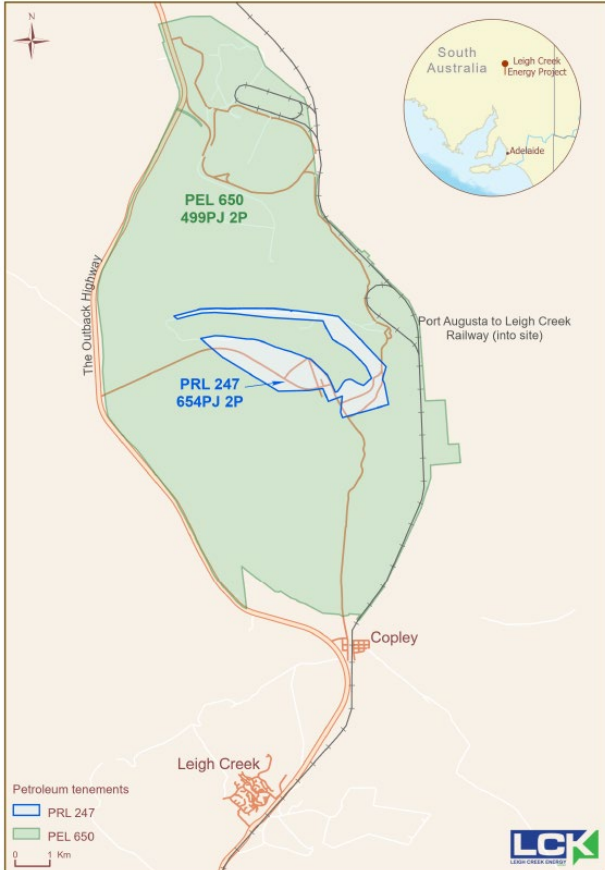 N
South
Australia
Leigh Creek
Energy Project
Adelaide
PEL 650
499PJ 2P
The Outback Highway
Port Augusta to Leigh Creek
Railway (into site)
PRL 247
654PJ 2P
Copley
Leigh Creek
Petroleum tenements
PRL 247
PEL 650
0 1 Km
LCK
LEIGH CREEK ENERGY